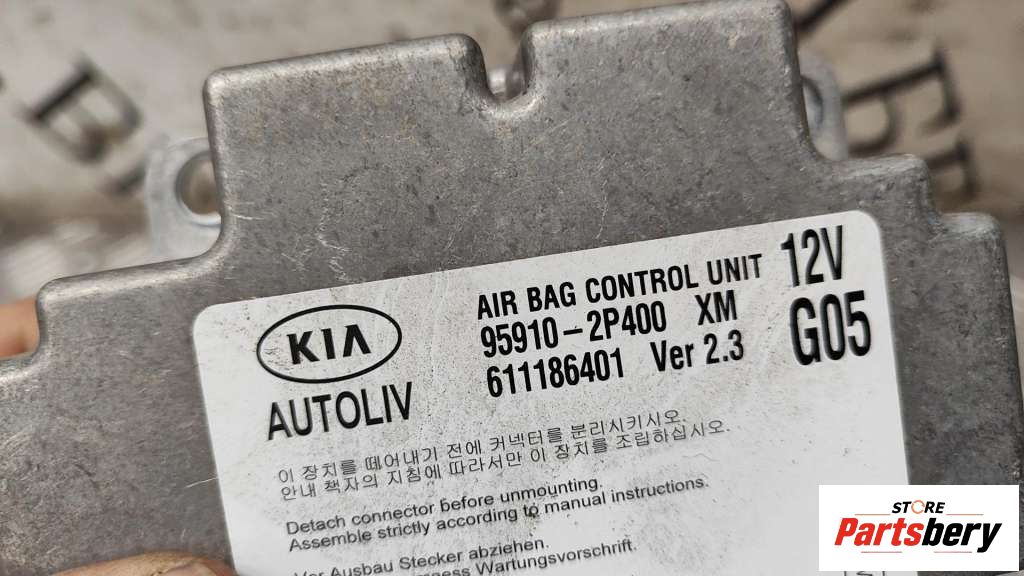 KIA
AUTOLIV
AIR BAG CONTROL UNIT 12V
95910-2P400 XM
611186401 Ver 2.3 G05
이 장치를 떼어내기 전에 커넥터를 분리시키시오.
안내 책자의 지침에 따라서만 이 장치를 조립하십시오.
Detach connector before unmounting.
Assemble strictly according to manual instructions.
Vor Ausbau Stecker abziehen.
Wartungsvorschrift.
STORE
Partsbery